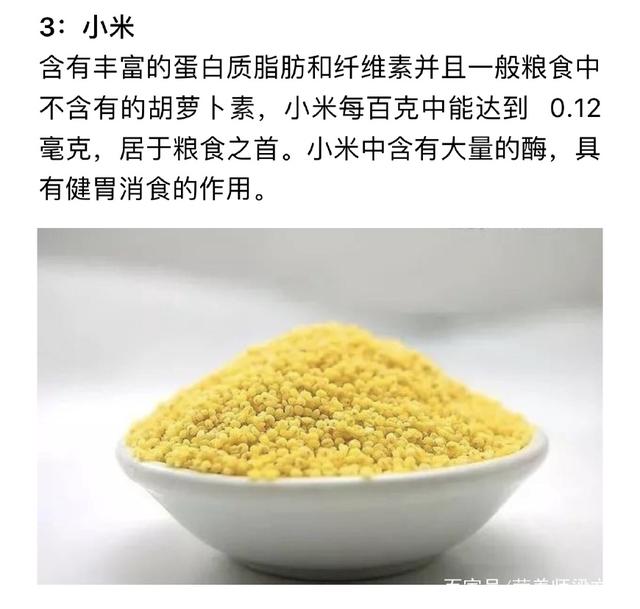 3：小米
含有丰富的蛋白质脂肪和纤维素并且一般粮食中
不含有的胡萝卜素，小米每百克中能达到 0.12
毫克，居于粮食之首。小米中含有大量的酶，具
有健胃消食的作用。